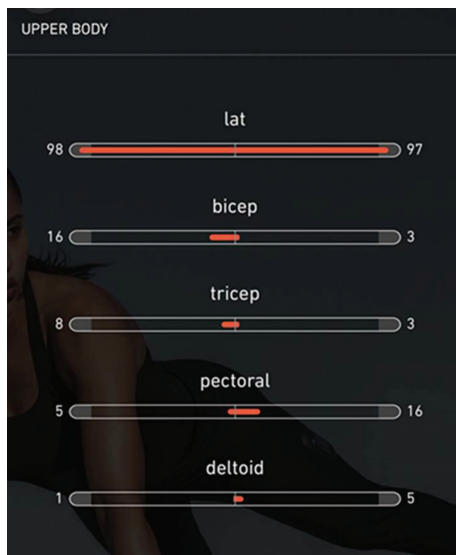 UPPER BODY
lat
98 97
bicep
16 3
tricep
8 3
pectoral
5 16
deltoid
1 5